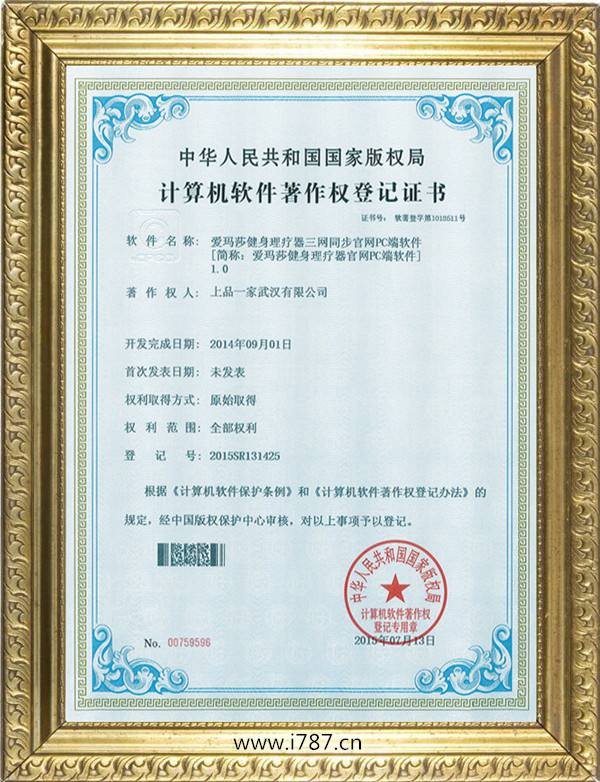 中华人民共和国国家版权局
计算机软件著作权登记证书
证书号： 软著登字第1018511号
软件名称： 爱玛莎健身理疗器三网同步官网PC端软件
[简称：爱玛莎健身理疗器官网PC端软件]
1.0
著作权人： 上品一家武汉有限公司
开发完成日期： 2014年09月01日
首次发表日期： 未发表
权利取得方式： 原始取得
权利范围： 全部权利
登记号： 2015SR131425
根据《计算机软件保护条例》和《计算机软件著作权登记办法》的
规定，经中国版权保护中心审核，对以上事项予以登记。
中华人民共和国国家版权局
计算机软件著作权
登记专用章
2015年07月13日
No. 00759596
www.i787.cn